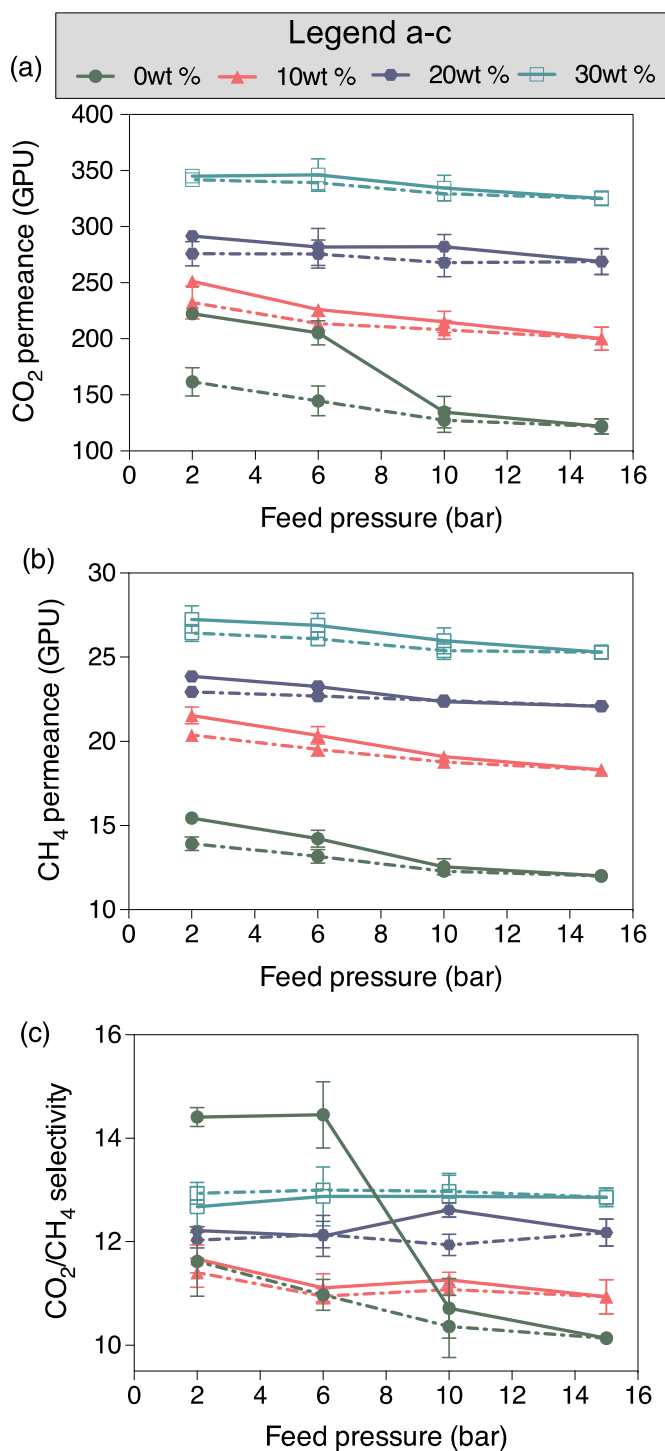 Legend a-c
0wt % 10wt % 20wt % 30wt %
(a)
CO₂ permeance (GPU)
400
350
300
250
200
150
100
0 2 4 6 8 10 12 14 16
Feed pressure (bar)
(b)
CH₄ permeance (GPU)
30
25
20
15
10
0 2 4 6 8 10 12 14 16
Feed pressure (bar)
(c)
CO₂/CH₄ selectivity
16
14
12
10
0 2 4 6 8 10 12 14 16
Feed pressure (bar)